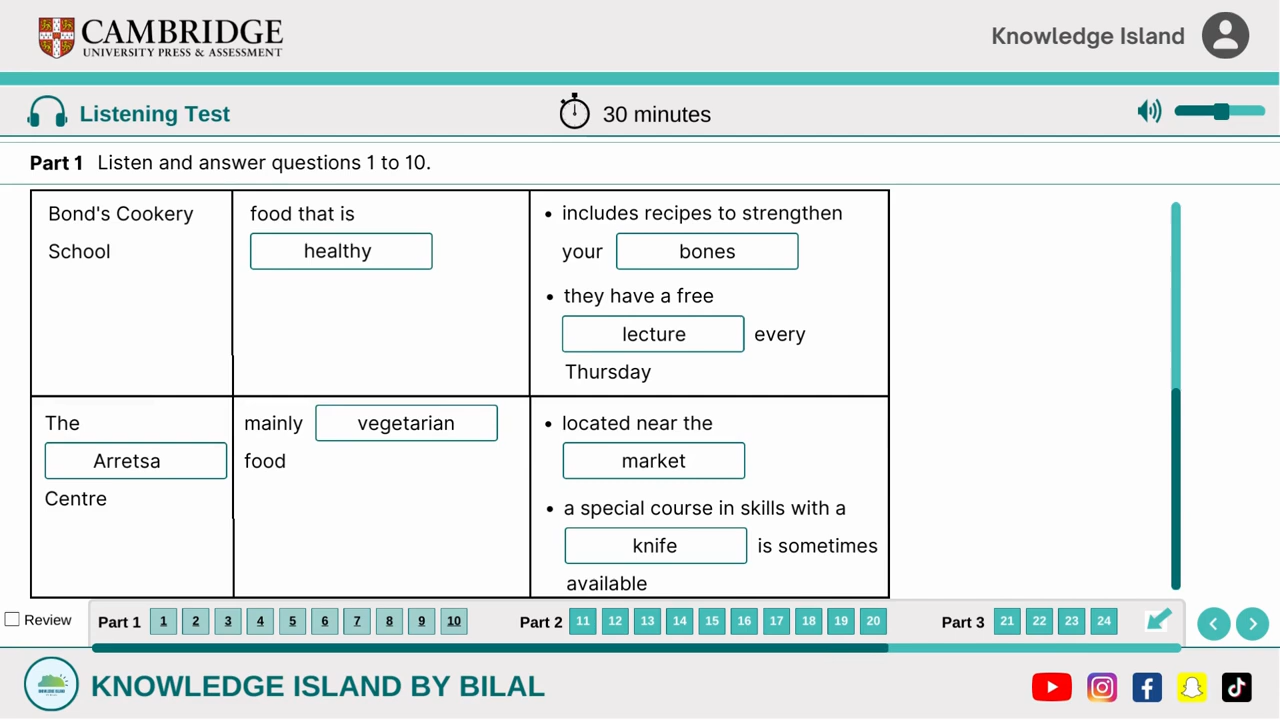 CAMBRIDGE
UNIVERSITY PRESS & ASSESSMENT
Knowledge Island
Listening Test
30 minutes
Part 1 Listen and answer questions 1 to 10.
Bond's Cookery
School
food that is
healthy
• includes recipes to strengthen
your bones
• they have a free
lecture every
Thursday
The
Arretsa
Centre
mainly vegetarian
food
• located near the
market
• a special course in skills with a
knife is sometimes
available
Review
Part 1 1 2 3 4 5 6 7 8 9 10
Part 2 11 12 13 14 15 16 17 18 19 20
Part 3 21 22 23 24
KNOWLEDGE ISLAND BY BILAL